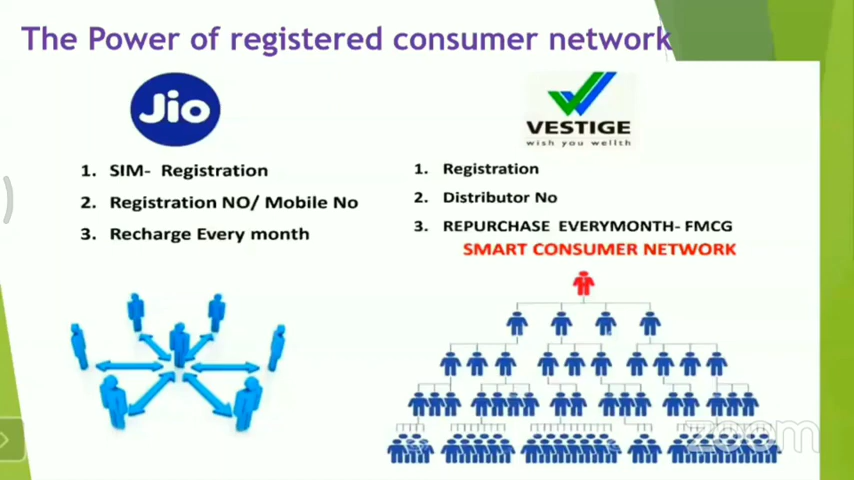 The Power of registered consumer network
Jio
1. SIM- Registration
2. Registration NO/ Mobile No
3. Recharge Every month
VESTIGE
wish you wellth
1. Registration
2. Distributor No
3. REPURCHASE EVERYMONTH- FMCG
SMART CONSUMER NETWORK
zoom